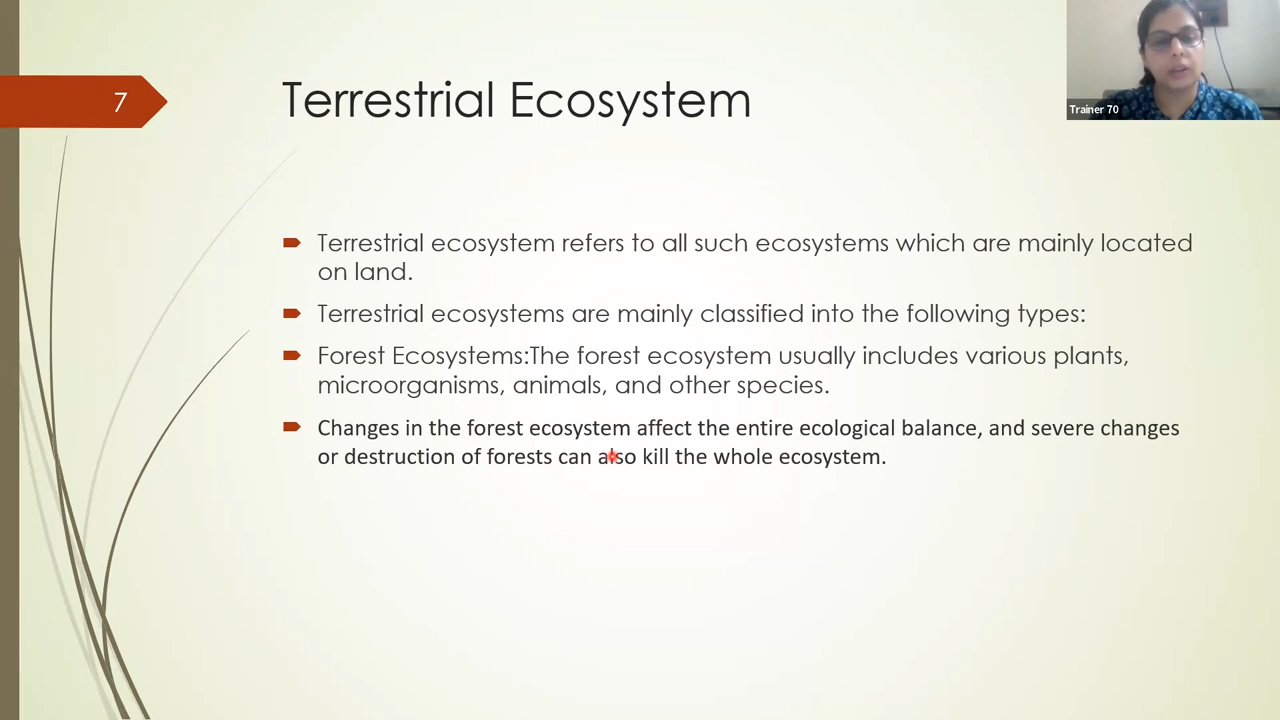 7
Terrestrial Ecosystem
Trainer 70
Terrestrial ecosystem refers to all such ecosystems which are mainly located
on land.
Terrestrial ecosystems are mainly classified into the following types:
Forest Ecosystems:The forest ecosystem usually includes various plants,
microorganisms, animals, and other species.
Changes in the forest ecosystem affect the entire ecological balance, and severe changes
or destruction of forests can also kill the whole ecosystem.